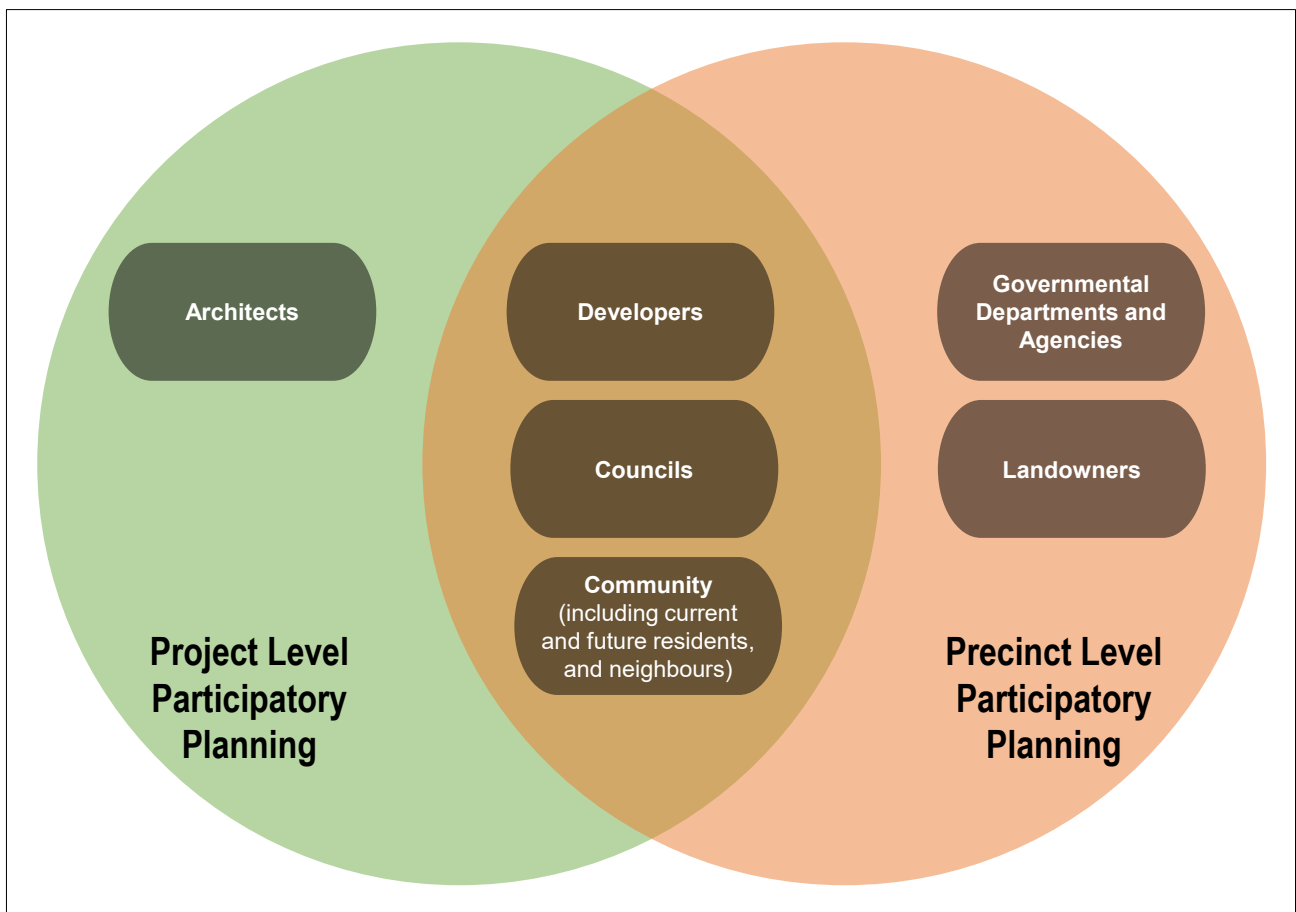 Architects
Developers
Governmental
Departments and
Agencies
Councils
Landowners
Community
(including current
and future residents,
and neighbours)
Project Level
Participatory
Planning
Precinct Level
Participatory
Planning